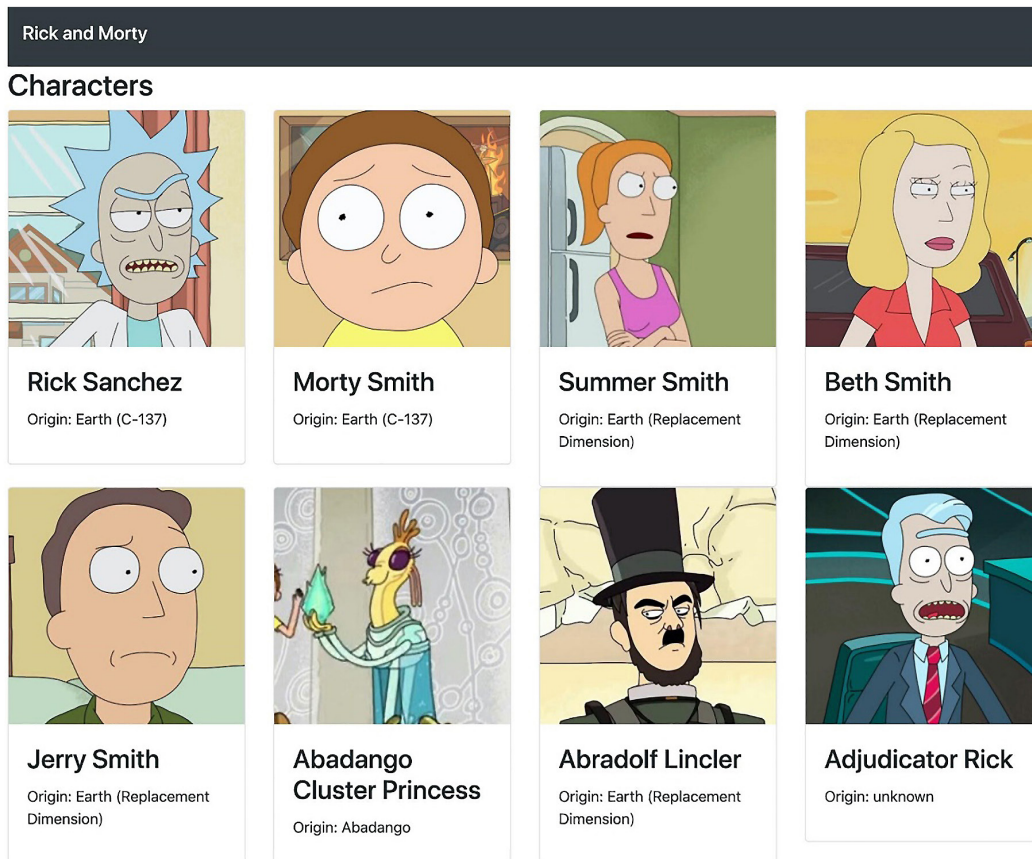 Rick and Morty
Characters
Rick Sanchez
Origin: Earth (C-137)
Morty Smith
Origin: Earth (C-137)
Summer Smith
Origin: Earth (Replacement
Dimension)
Beth Smith
Origin: Earth (Replacement
Dimension)
Jerry Smith
Origin: Earth (Replacement
Dimension)
Abadango
Cluster Princess
Origin: Abadango
Abradolf Lincler
Origin: Earth (Replacement
Dimension)
Adjudicator Rick
Origin: unknown